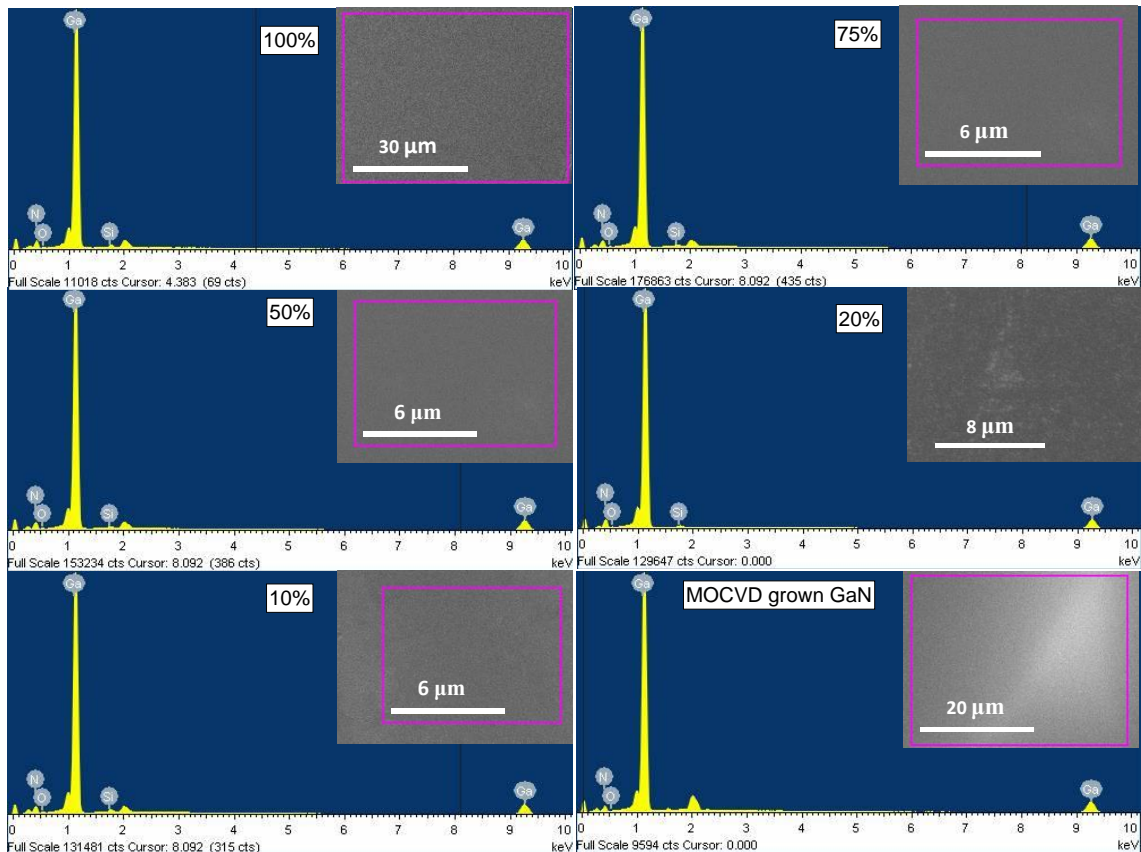 Ga
100%
30 µm
N
O
Si
Ga
0 1 2 3 4 5 6 7 8 9 10
Full Scale 11018 cts Cursor: 4.383 (69 cts) keV
Ga
75%
6 µm
N
O
Si
Ga
0 1 2 3 4 5 6 7 8 9 10
Full Scale 176863 cts Cursor: 8.092 (435 cts) keV
Ga
50%
6 µm
N
O
Si
Ga
0 1 2 3 4 5 6 7 8 9 10
Full Scale 153234 cts Cursor: 8.092 (386 cts) keV
Ga
20%
8 µm
N
O
Si
Ga
0 1 2 3 4 5 6 7 8 9 10
Full Scale 129647 cts Cursor: 0.000 keV
Ga
10%
6 µm
N
O
Si
Ga
0 1 2 3 4 5 6 7 8 9 10
Full Scale 131481 cts Cursor: 8.092 (315 cts) keV
Ga
MOCVD grown GaN
20 µm
N
O
Ga
0 1 2 3 4 5 6 7 8 9 10
Full Scale 9594 cts Cursor: 0.000 keV